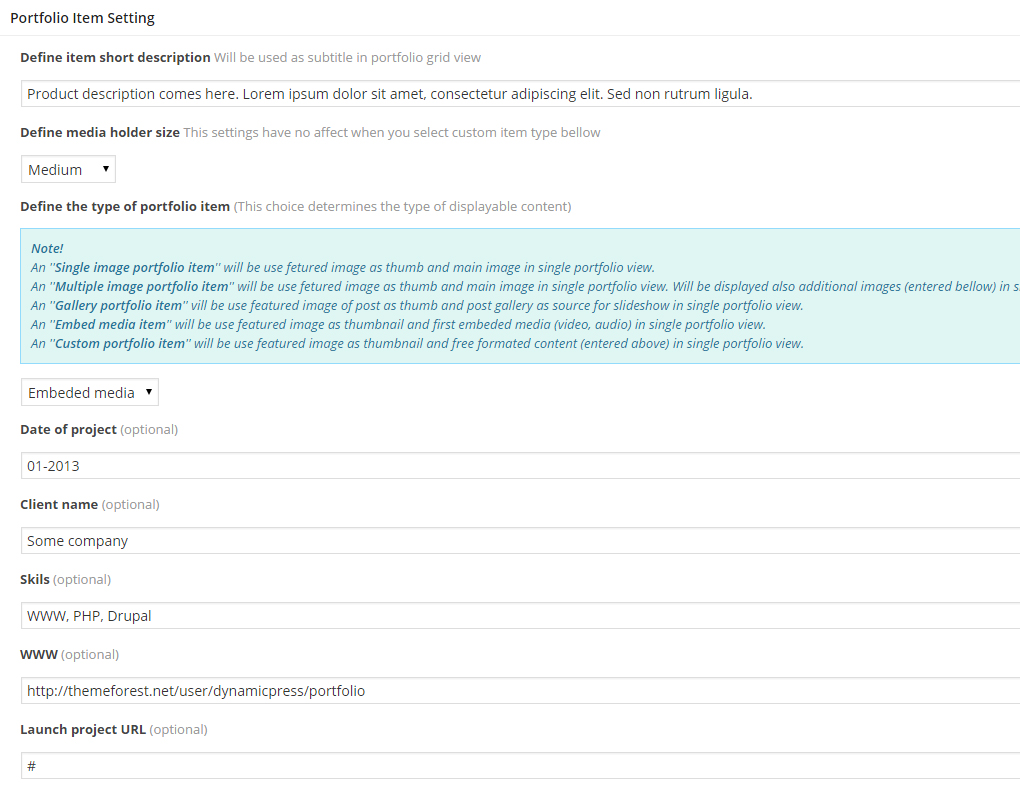 Portfolio Item Setting
Define item short description Will be used as subtitle in portfolio grid view
Product description comes here. Lorem ipsum dolor sit amet, consectetur adipiscing elit. Sed non rutrum ligula.
Define media holder size This settings have no affect when you select custom item type bellow
Medium
Define the type of portfolio item (This choice determines the type of displayable content)
Note!
An "Single image portfolio item" will be use fetured image as thumb and main image in single portfolio view.
An "Multiple image portfolio item" will be use fetured image as thumb and main image in single portfolio view. Will be displayed also additional images (entered bellow) in
An "Gallery portfolio item" vill be use featured image of post as thumb and post gallery as source for slideshow in single portfolio view.
An "Embed media item" will be use featured image as thumbnail and first embeded media (video, audio) in single portfolio view.
An "Custom portfolio item" will be use featured image as thumbnail and free formated content (entered above) in single portfolio view.
Embeded media
Date of project (optional)
01-2013
Client name (optional)
Some company
Skils (optional)
WWW, PHP, Drupal
WWW (optional)
http://themeforest.net/user/dynamicpress/portfolio
Launch project URL (optional)
#